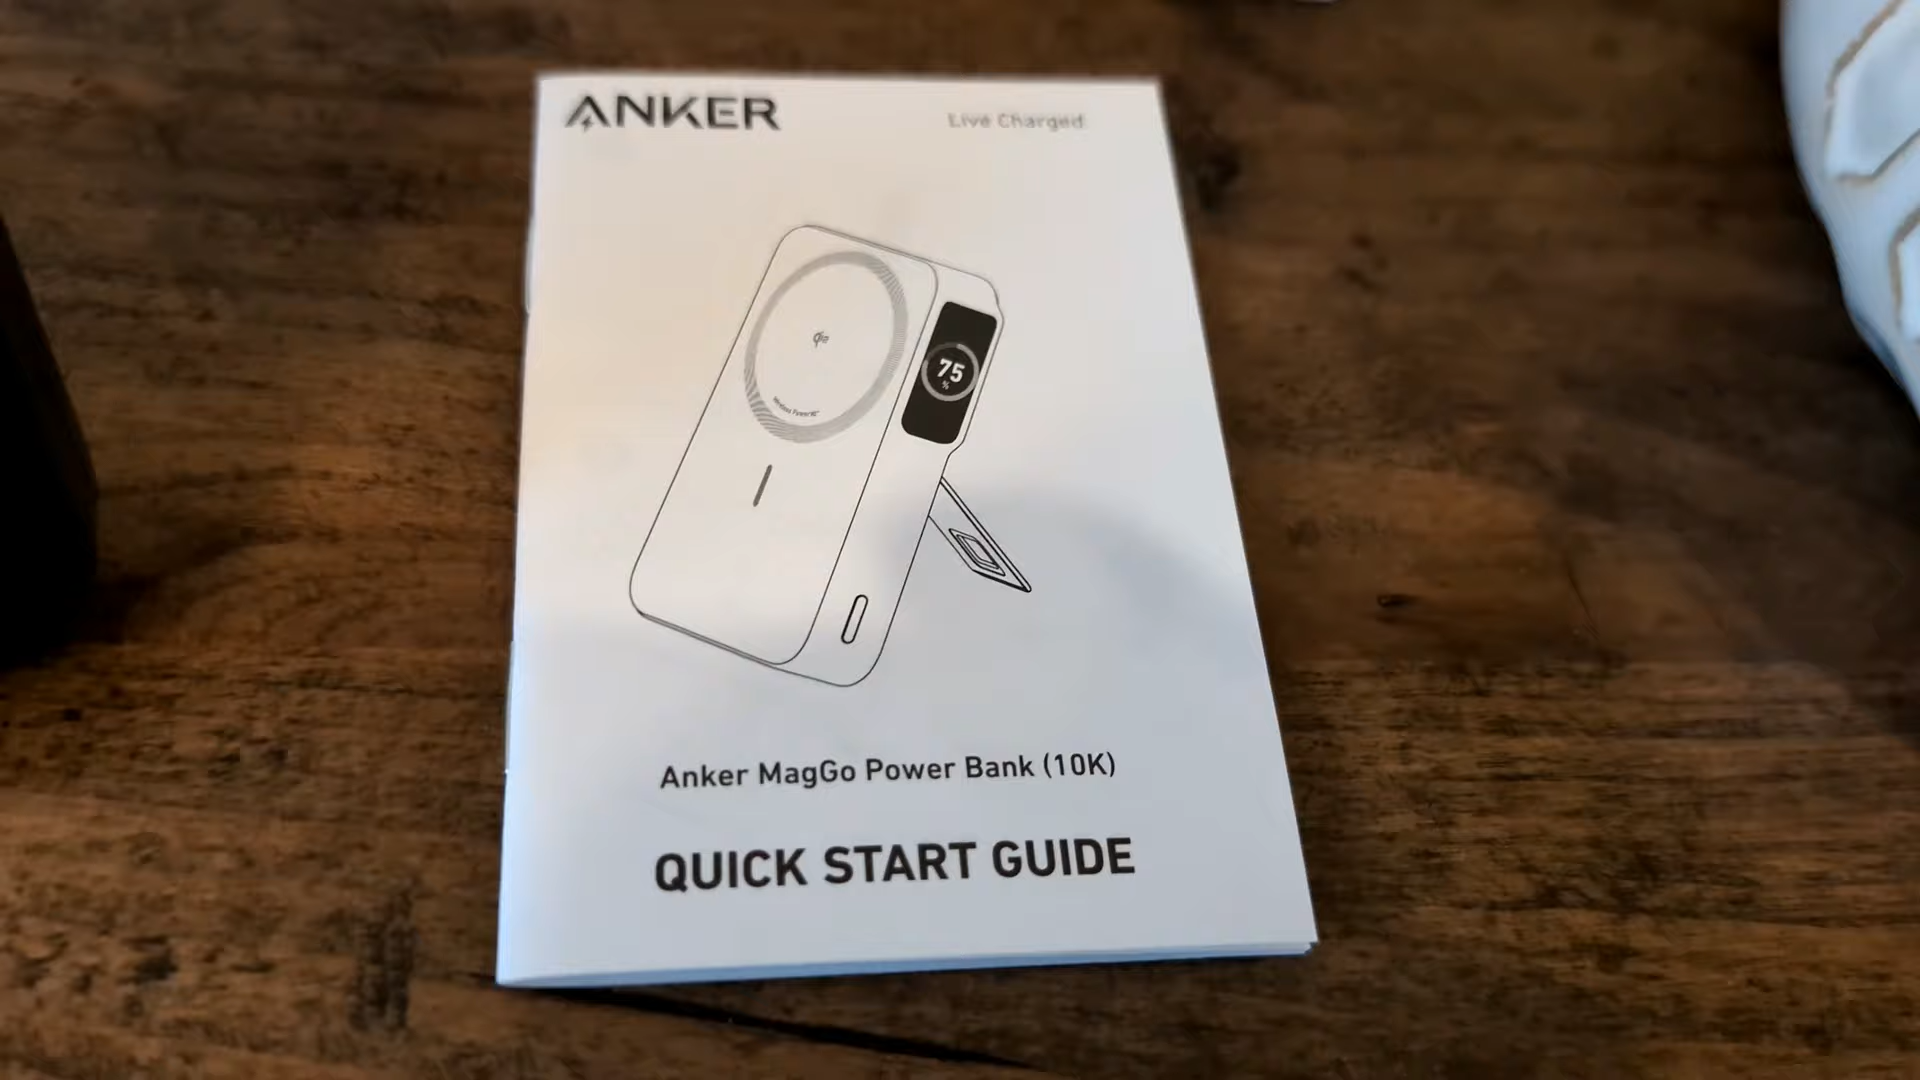 ANKER
Live Charged
75
%
Anker MagGo Power Bank (10K)
QUICK START GUIDE